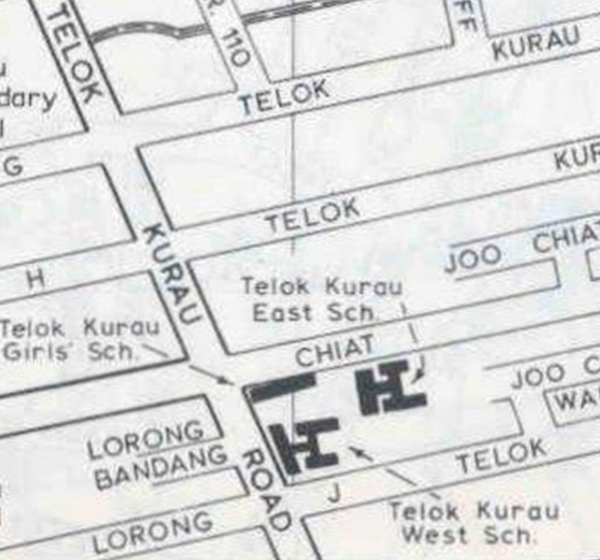 TELOK
R. 110
FF
KURAU
TELOK
dary
G
KUR
TELOK
KURAU
H
JOO CHIAT
Telok Kurau
East Sch.
Telok Kurau
Girls' Sch.
CHIAT
JOO C
WA
LORONG
BANDANG
ROAD
TELOK
J
Telok Kurau
West Sch.
LORONG